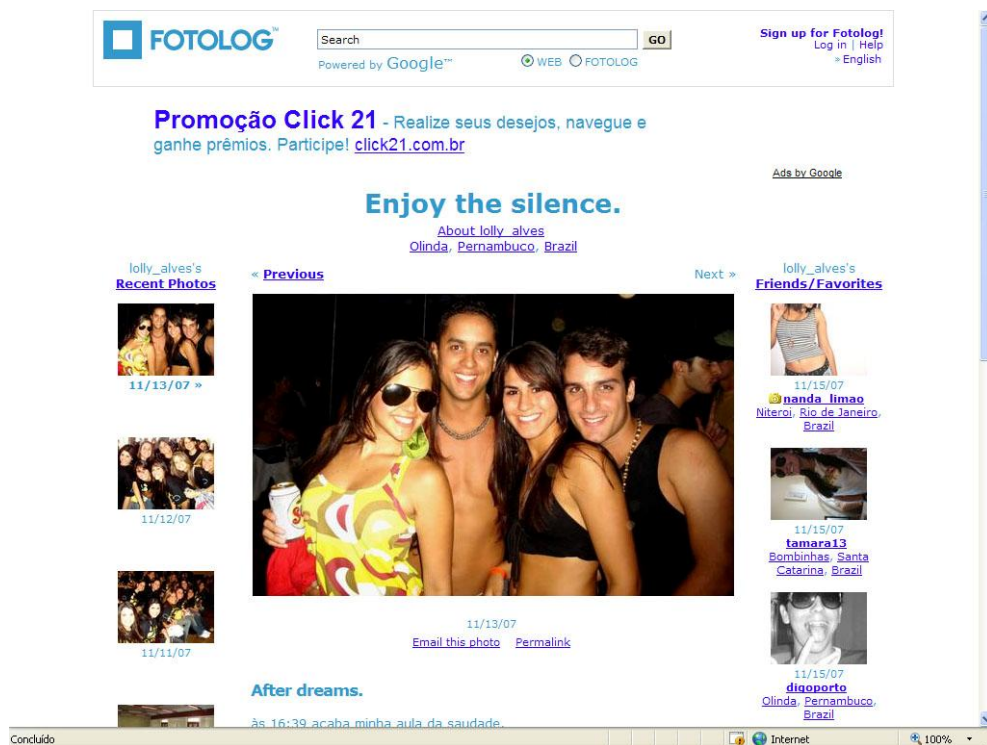 FOTOLOG™
Search
GO
Powered by Google™
WEB FOTOLOG
Sign up for Fotolog!
Log in | Help
» English
Promoção Click 21 - Realize seus desejos, navegue e
ganhe prêmios. Participe! click21.com.br
Ads by Google
Enjoy the silence.
About lolly_alves
Olinda, Pernambuco, Brazil
lolly_alves's
Recent Photos
11/13/07 »
11/12/07
11/11/07
« Previous
Next »
11/13/07
Email this photo Permalink
After dreams.
às 16:39 acaba minha aula da saudade.
lolly_alves's
Friends/Favorites
11/15/07
nanda_limao
Niteroi, Rio de Janeiro,
Brazil
11/15/07
tamara13
Bombinhas, Santa
Catarina, Brazil
11/15/07
digoporto
Olinda, Pernambuco,
Brazil
Concluído
Internet
100%